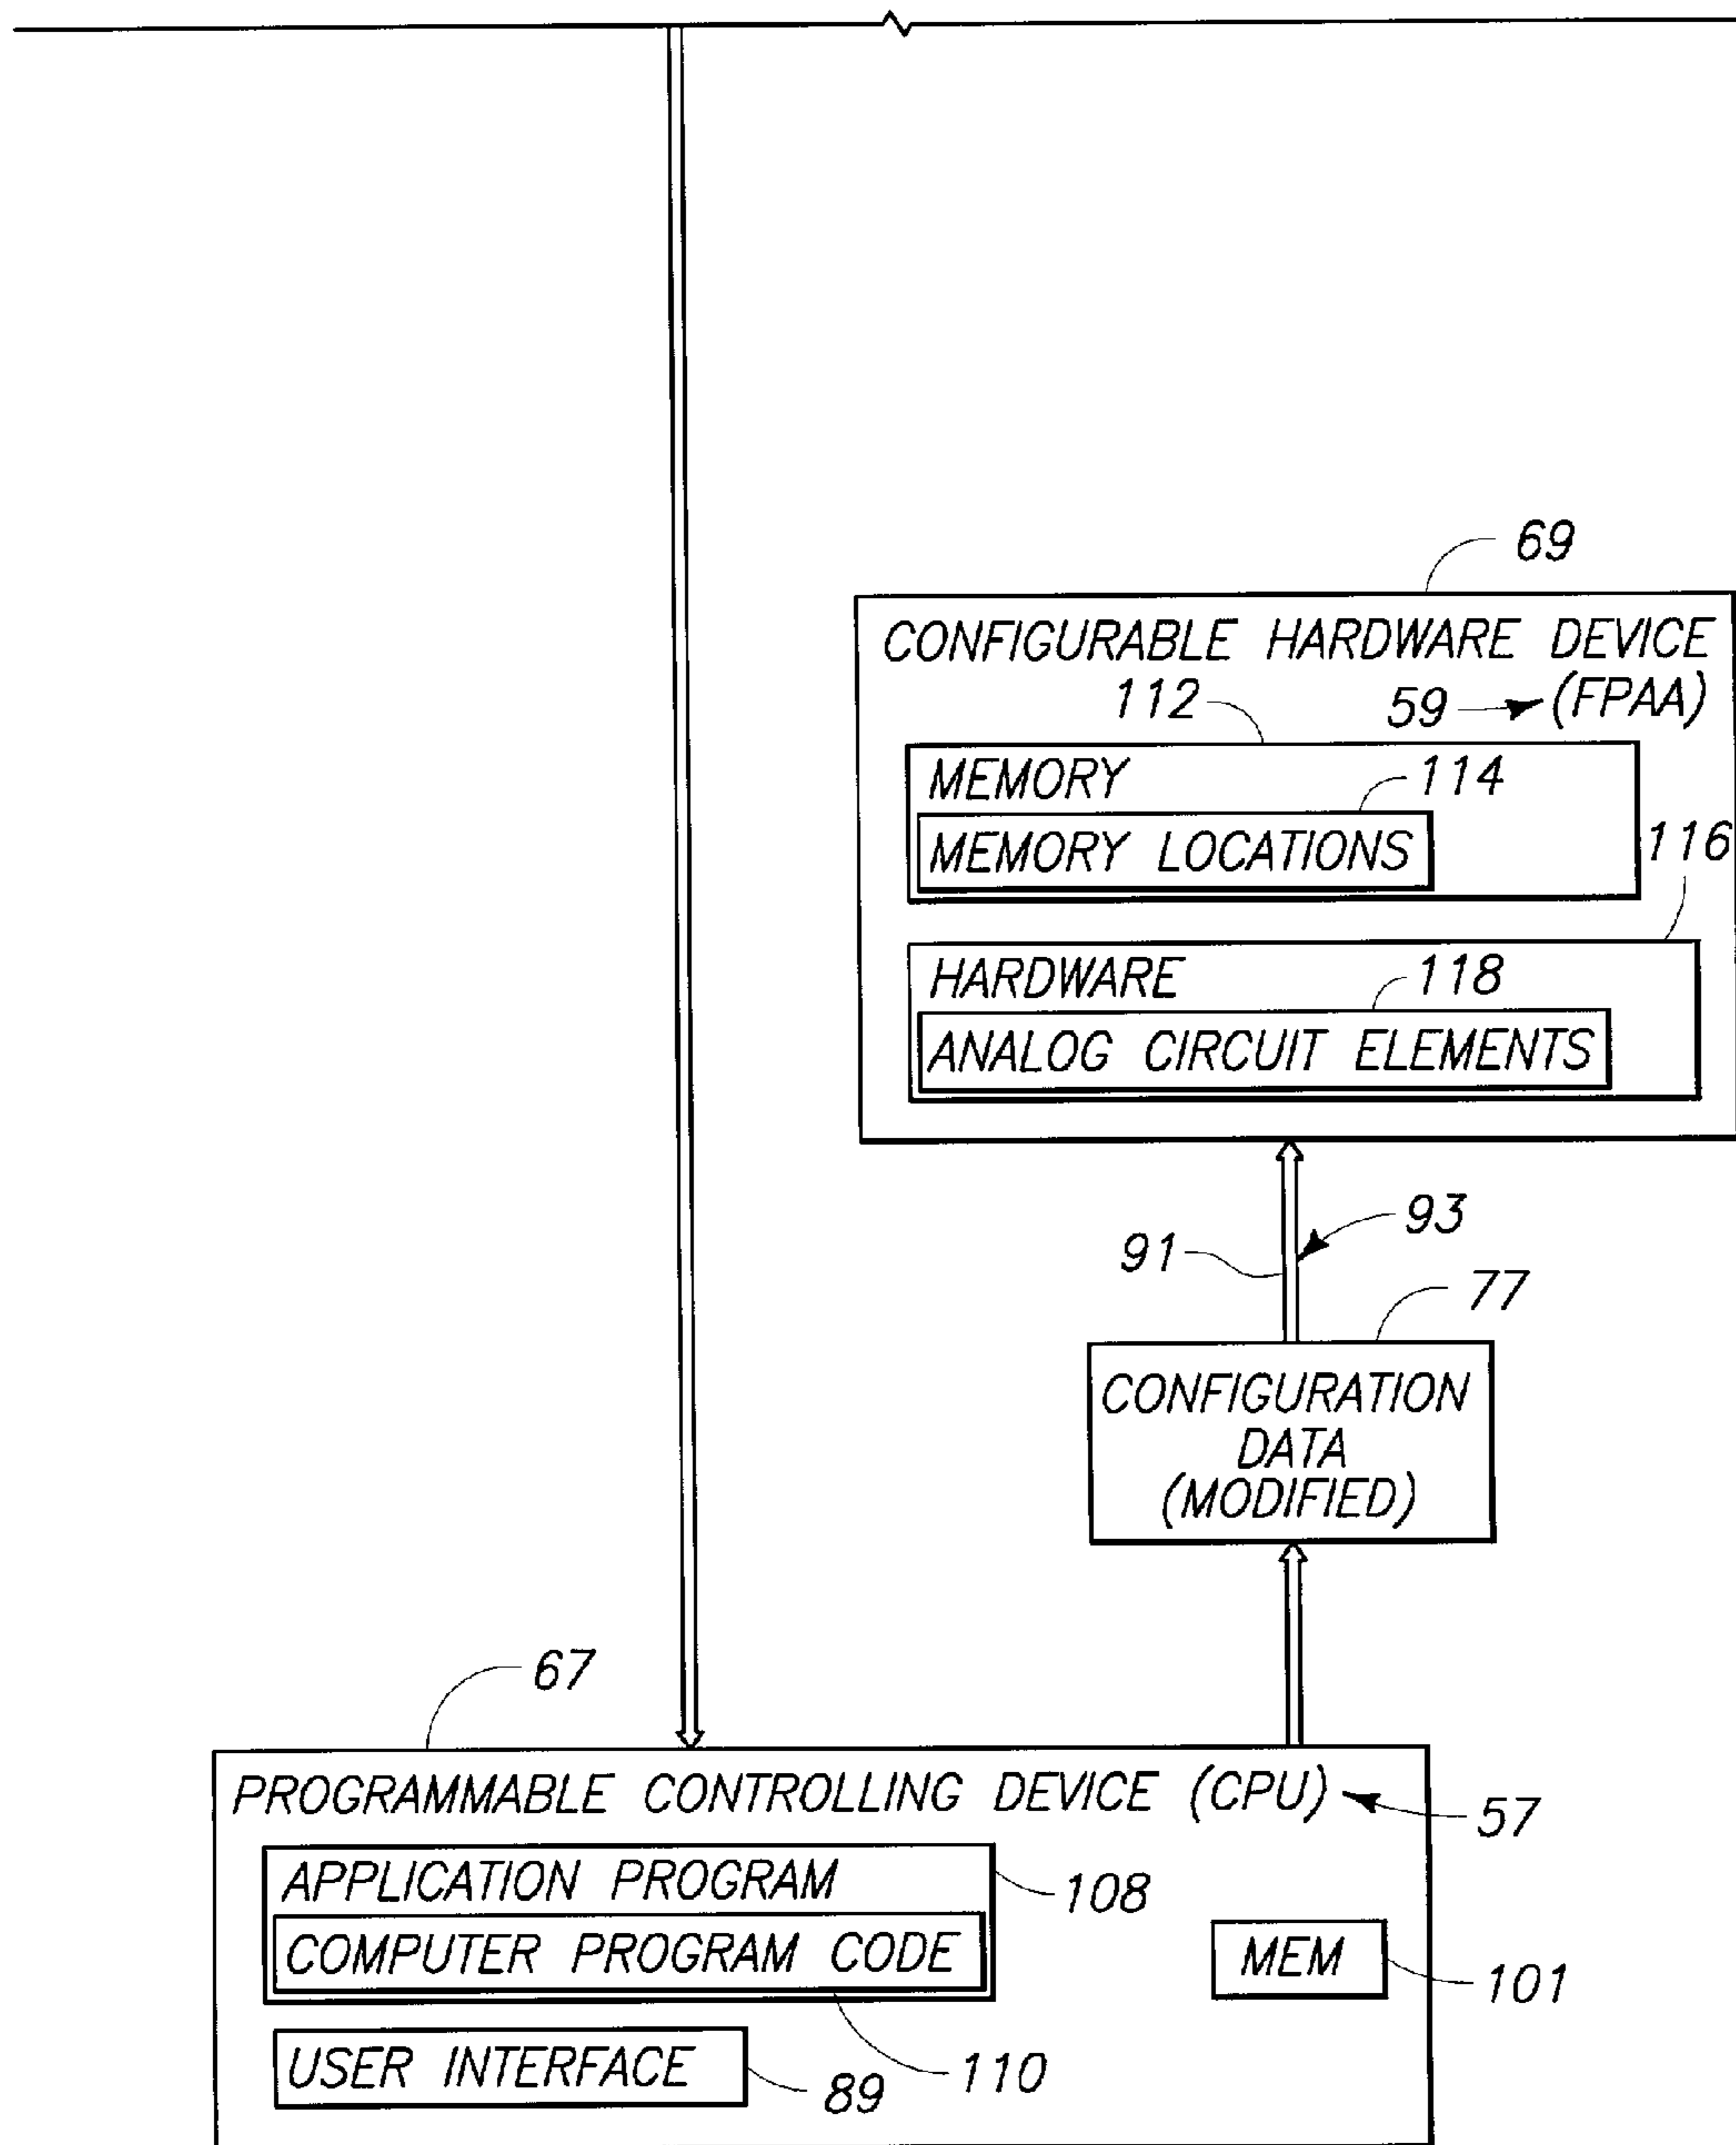 69
CONFIGURABLE HARDWARE DEVICE
112
59
(FPAA)
MEMORY
114
MEMORY LOCATIONS
116
HARDWARE
118
ANALOG CIRCUIT ELEMENTS
93
91
77
CONFIGURATION
DATA
(MODIFIED)
67
PROGRAMMABLE CONTROLLING DEVICE (CPU)
57
APPLICATION PROGRAM
108
COMPUTER PROGRAM CODE
MEM
101
USER INTERFACE
110
89